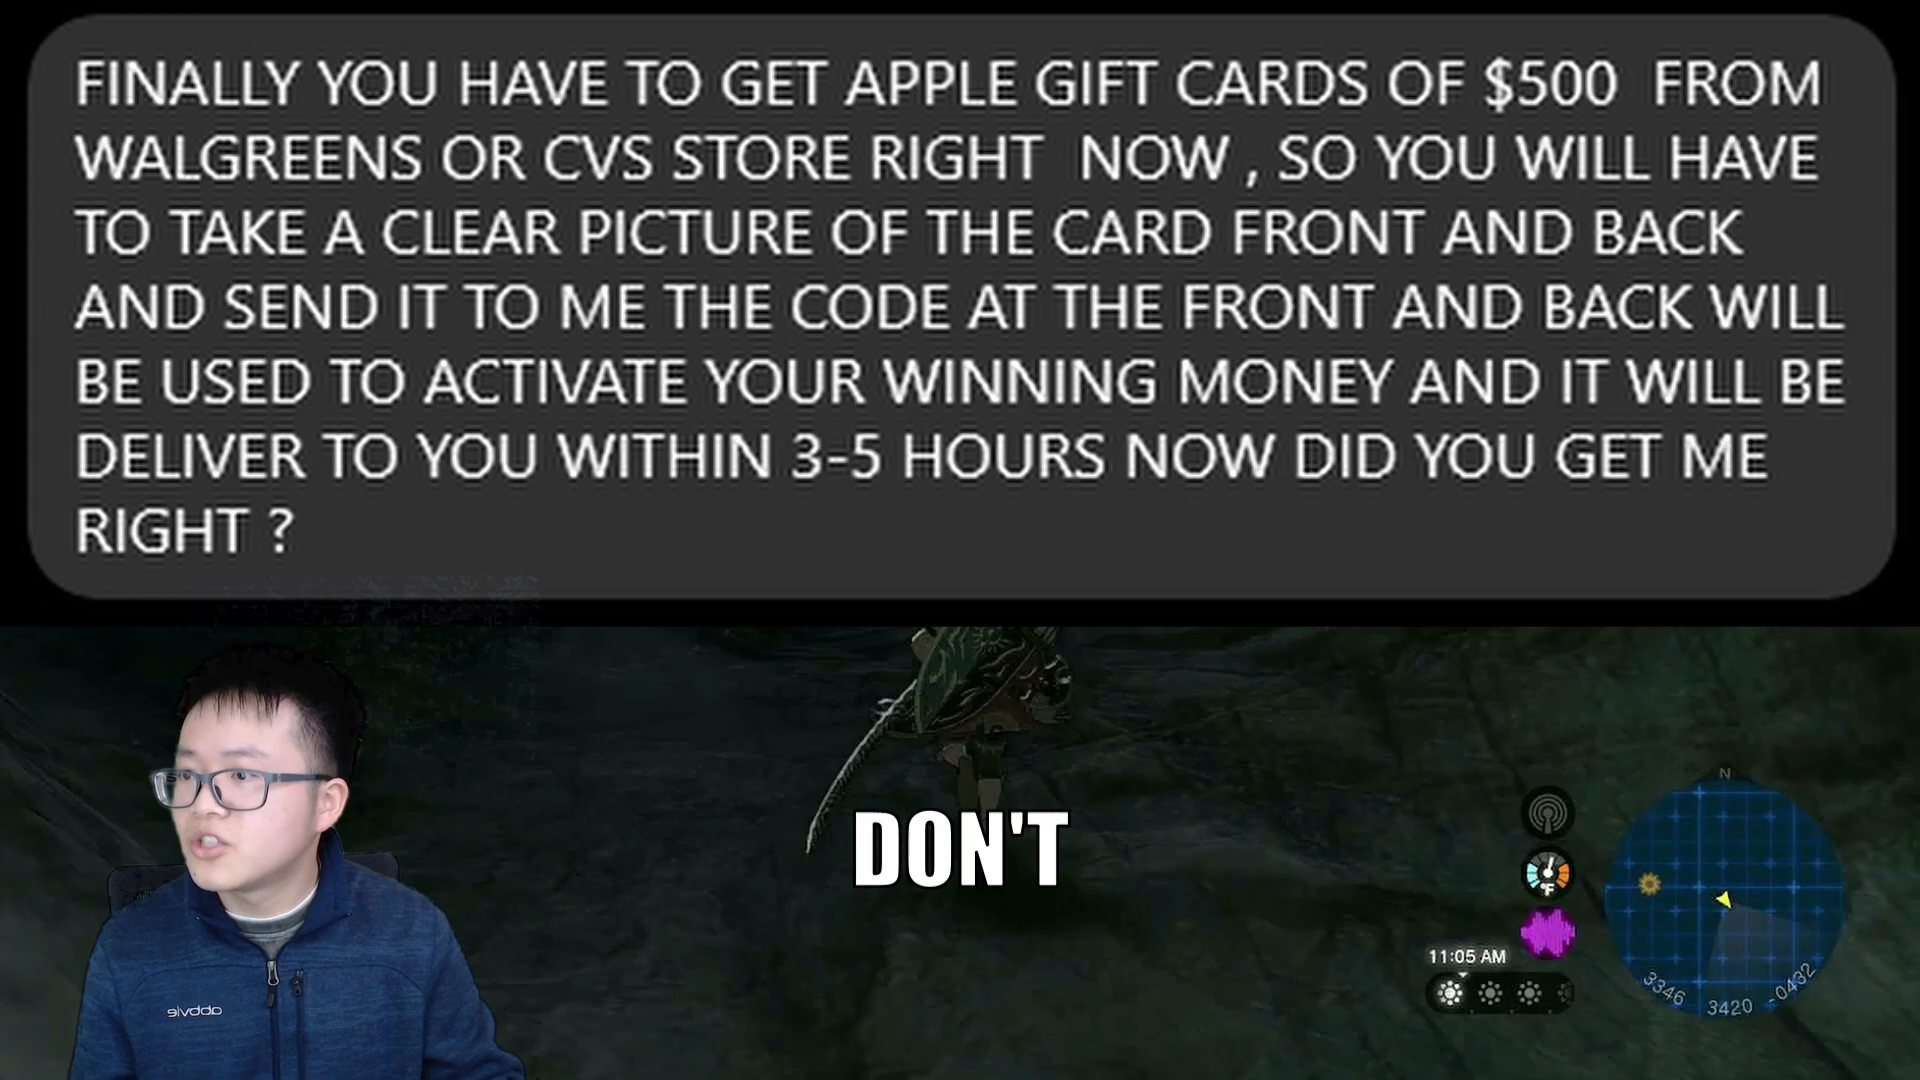 FINALLY YOU HAVE TO GET APPLE GIFT CARDS OF $500  FROM
WALGREENS OR CVS STORE RIGHT  NOW , SO YOU WILL HAVE
TO TAKE A CLEAR PICTURE OF THE CARD FRONT AND BACK
AND SEND IT TO ME THE CODE AT THE FRONT AND BACK WILL
BE USED TO ACTIVATE YOUR WINNING MONEY AND IT WILL BE
DELIVER TO YOU WITHIN 3-5 HOURS NOW DID YOU GET ME
RIGHT ?
DON'T
N
°F
11:05 AM
3346
3420
-0432
abbvie